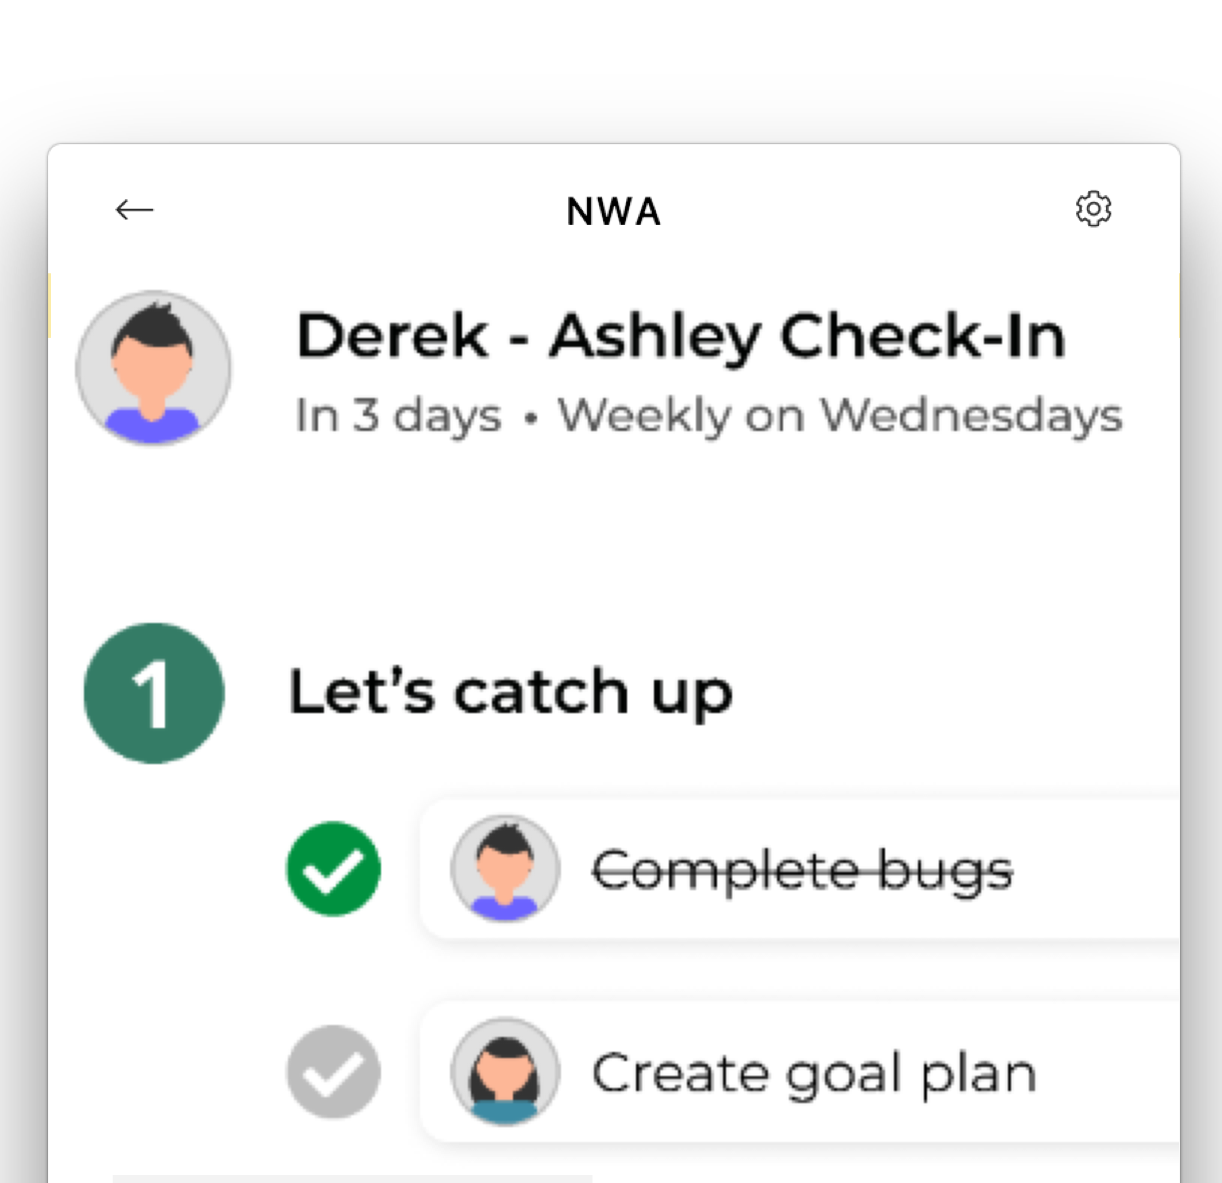 NWA
Derek - Ashley Check-In
In 3 days • Weekly on Wednesdays
1
Let’s catch up
Complete bugs
Create goal plan